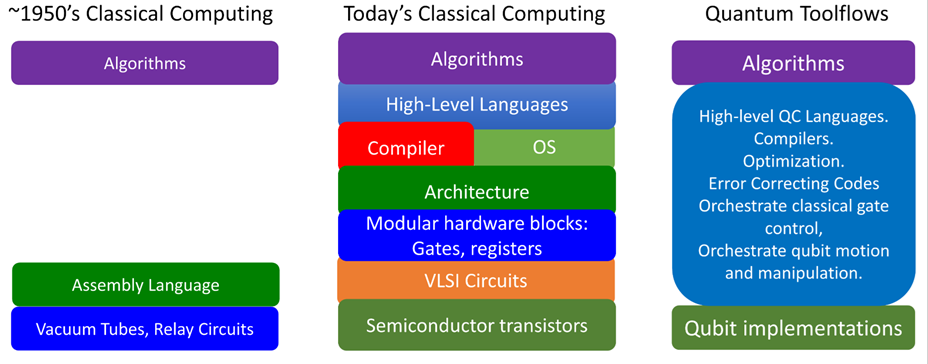 ~1950's Classical Computing
Algorithms
Assembly Language
Vacuum Tubes, Relay Circuits
Today's Classical Computing
Algorithms
High-Level Languages
Compiler
OS
Architecture
Modular hardware blocks:
Gates, registers
VLSI Circuits
Semiconductor transistors
Quantum Toolflows
Algorithms
High-level QC Languages.
Compilers.
Optimization.
Error Correcting Codes
Orchestrate classical gate
control,
Orchestrate qubit motion
and manipulation.
Qubit implementations